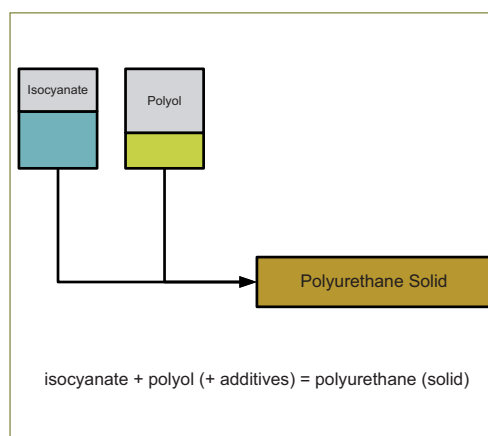 Isocyanate
Polyol
Polyurethane Solid
isocyanate + polyol (+ additives) = polyurethane (solid)